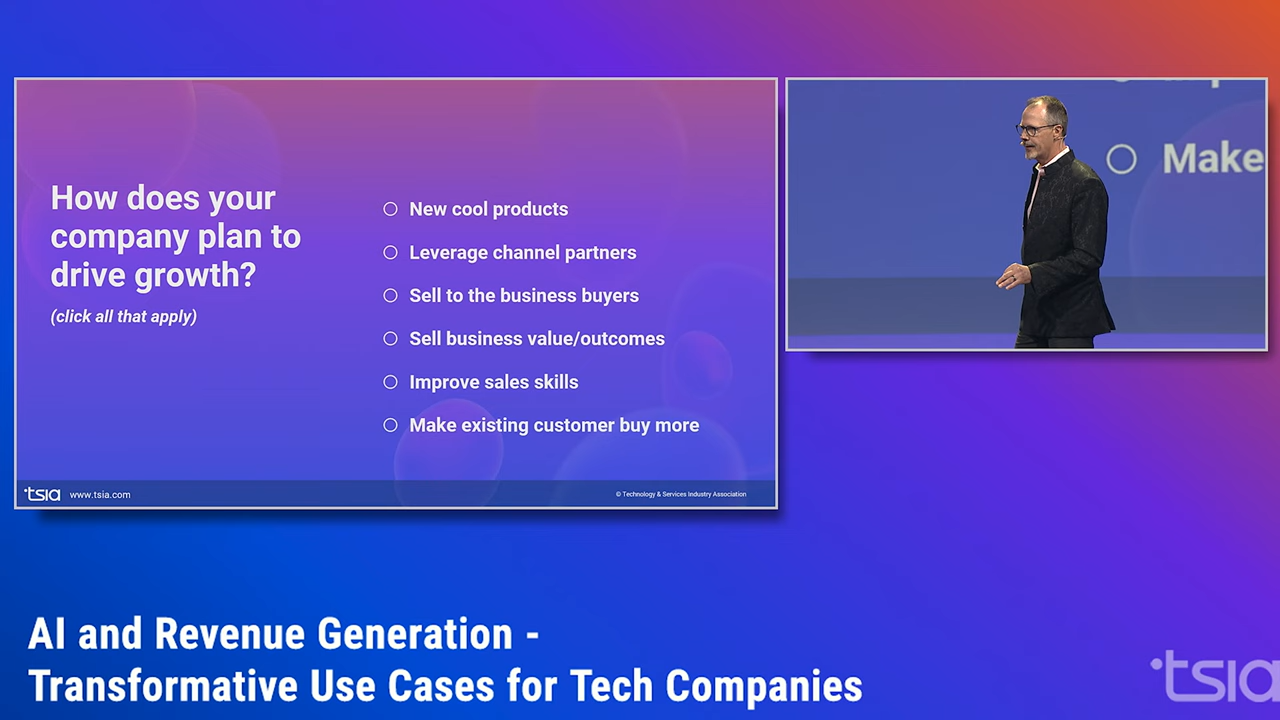 How does your
company plan to
drive growth?
(click all that apply)
New cool products
Leverage channel partners
Sell to the business buyers
Sell business value/outcomes
Improve sales skills
Make existing customer buy more
tsia www.tsia.com
© Technology & Services Industry Association
Make
AI and Revenue Generation -
Transformative Use Cases for Tech Companies
tsia